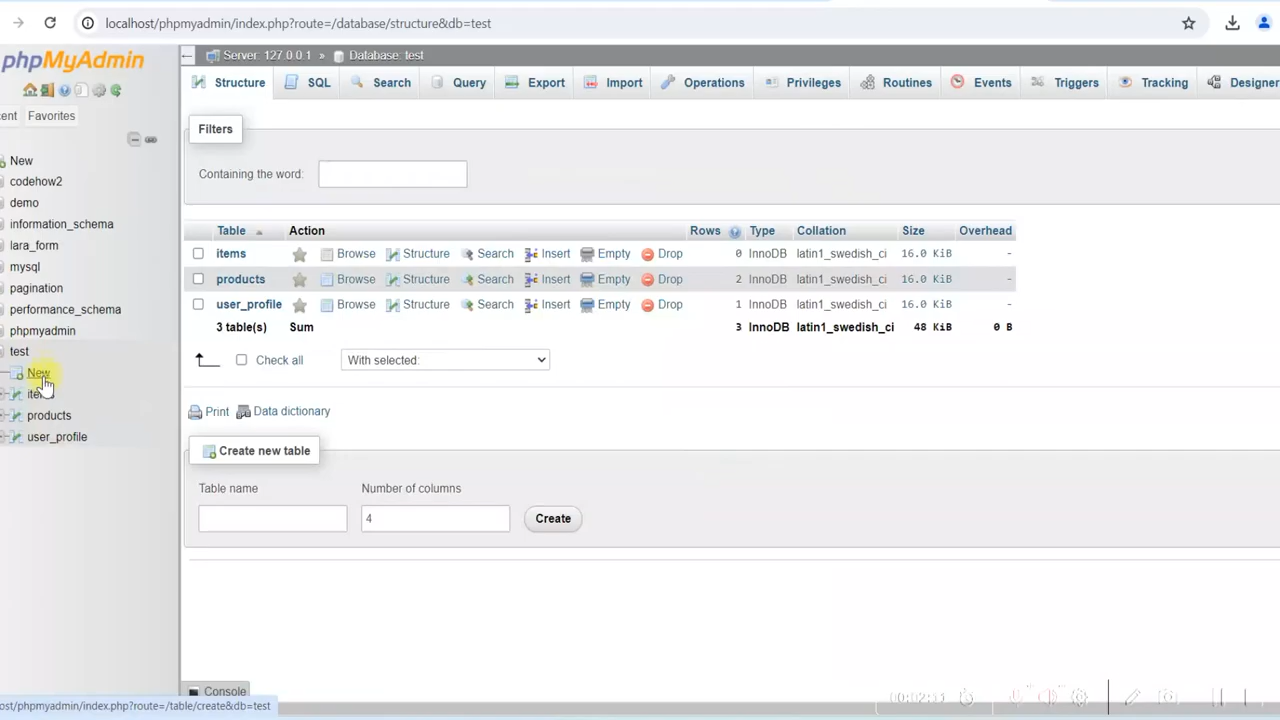 localhost/phpmyadmin/index.php?route=/database/structure&db=test
phpMyAdmin
ent Favorites
New
codehow2
demo
information_schema
lara_form
mysql
pagination
performance_schema
phpmyadmin
test
New
items
products
user_profile
Server: 127.0.0.1 » Database: test
Structure SQL Search Query Export Import Operations Privileges Routines Events Triggers Tracking Designer
Filters
Containing the word:
Table Action Rows Type Collation Size Overhead
items Browse Structure Search Insert Empty Drop 0 InnoDB latin1_swedish_ci 16.0 KiB -
products Browse Structure Search Insert Empty Drop 2 InnoDB latin1_swedish_ci 16.0 KiB -
user_profile Browse Structure Search Insert Empty Drop 1 InnoDB latin1_swedish_ci 16.0 KiB -
3 table(s) Sum 3 InnoDB latin1_swedish_ci 48 KiB 0 B
Check all With selected:
Print Data dictionary
Create new table
Table name Number of columns
4 Create
Console
ost/phpmyadmin/index.php?route=/table/create&db=test